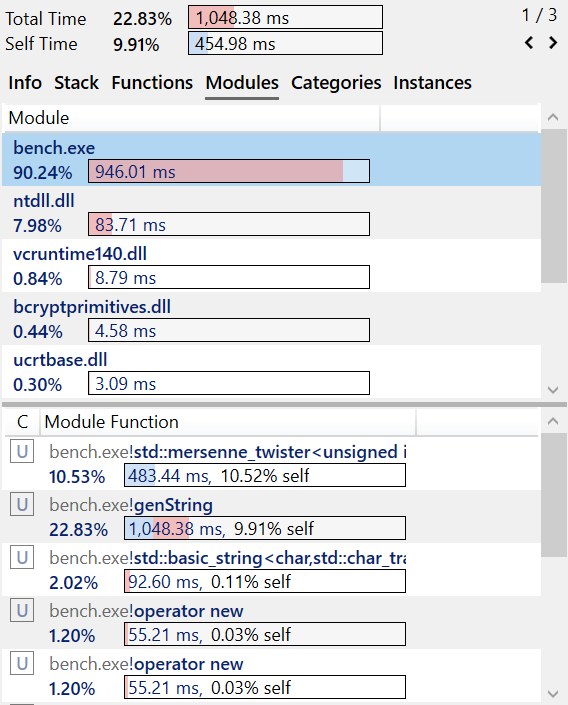 Total Time 22.83% 1,048.38 ms 1 / 3
Self Time 9.91% 454.98 ms
Info Stack Functions Modules Categories Instances
Module
bench.exe
90.24% 946.01 ms
ntdll.dll
7.98% 83.71 ms
vcruntime140.dll
0.84% 8.79 ms
bcryptprimitives.dll
0.44% 4.58 ms
ucrtbase.dll
0.30% 3.09 ms
C Module Function
U bench.exe!std::mersenne_twister<unsigned i
10.53% 483.44 ms, 10.52% self
U bench.exe!genString
22.83% 1,048.38 ms, 9.91% self
U bench.exe!std::basic_string<char,std::char_tra
2.02% 92.60 ms, 0.11% self
U bench.exe!operator new
1.20% 55.21 ms, 0.03% self
U bench.exe!operator new
1.20% 55.21 ms, 0.03% self